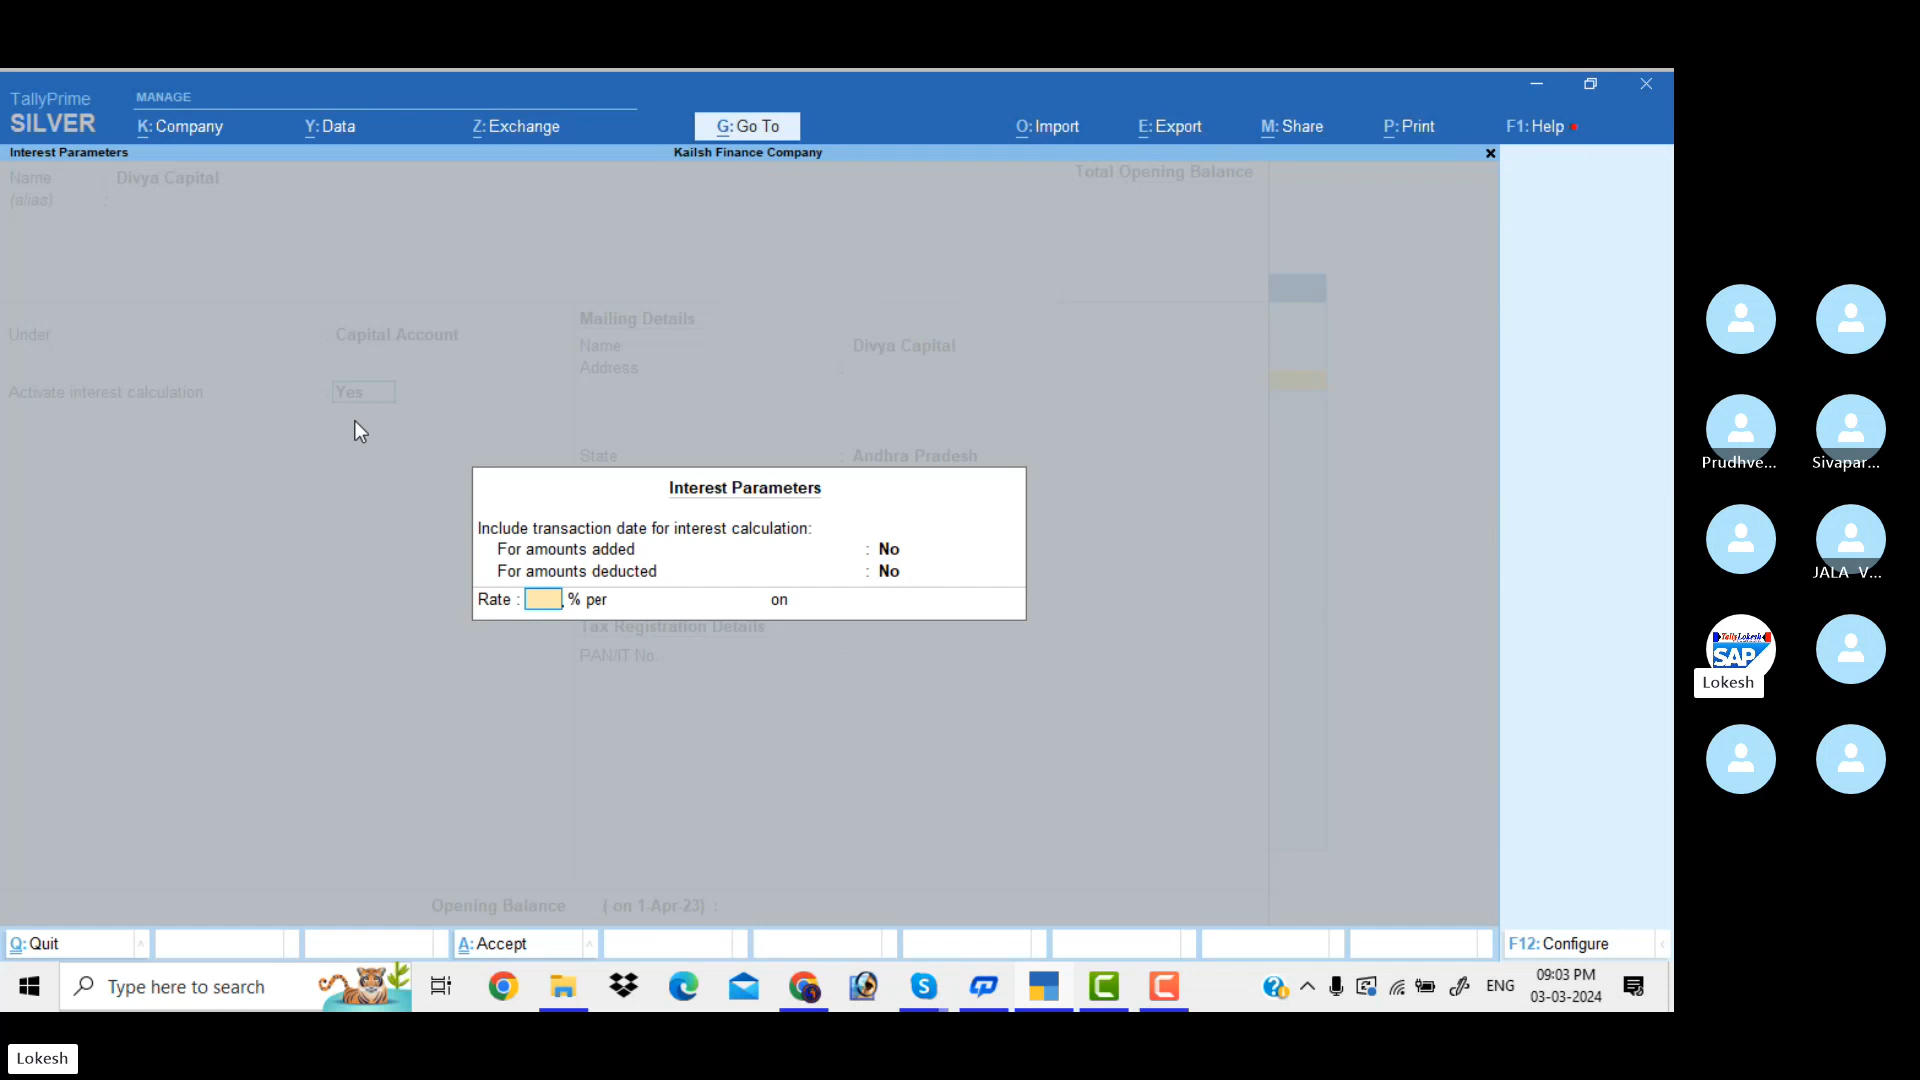 TallyPrime
SILVER
MANAGE
K: Company
Y: Data
Z: Exchange
G: Go To
O: Import
E: Export
M: Share
P: Print
F1: Help
Interest Parameters
Kailsh Finance Company
Name : Divya Capital
(alias) :
Total Opening Balance
Under : Capital Account
Activate interest calculation : Yes
Mailing Details
Name : Divya Capital
Address :
State : Andhra Pradesh
Interest Parameters
Include transaction date for interest calculation:
For amounts added : No
For amounts deducted : No
Rate : % per on
Tax Registration Details
PAN/IT No.
Opening Balance ( on 1-Apr-23) :
Q: Quit
A: Accept
F12: Configure
Type here to search
ENG
09:03 PM
03-03-2024
Prudhve...
Sivapar...
JALA V...
TallyLokesh
SAP
Lokesh
Lokesh